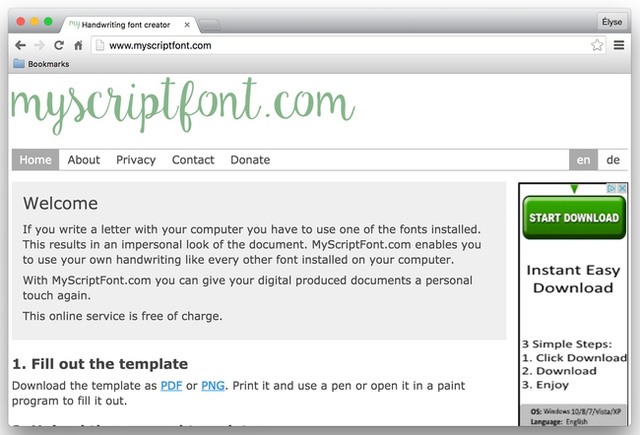 my Handwriting font creator
Élyse
www.myscriptfont.com
Bookmarks
myscriptfont.com
Home About Privacy Contact Donate en de
Welcome
If you write a letter with your computer you have to use one of the fonts installed.
This results in an impersonal look of the document. MyScriptFont.com enables you
to use your own handwriting like every other font installed on your computer.
With MyScriptFont.com you can give your digital produced documents a personal
touch again.
This online service is free of charge.
1. Fill out the template
Download the template as PDF or PNG. Print it and use a pen or open it in a paint
program to fill it out.
START DOWNLOAD
Instant Easy
Download
3 Simple Steps:
1. Click Download
2. Download
3. Enjoy
OS: Windows 10/8/7/Vista/XP
Language: English